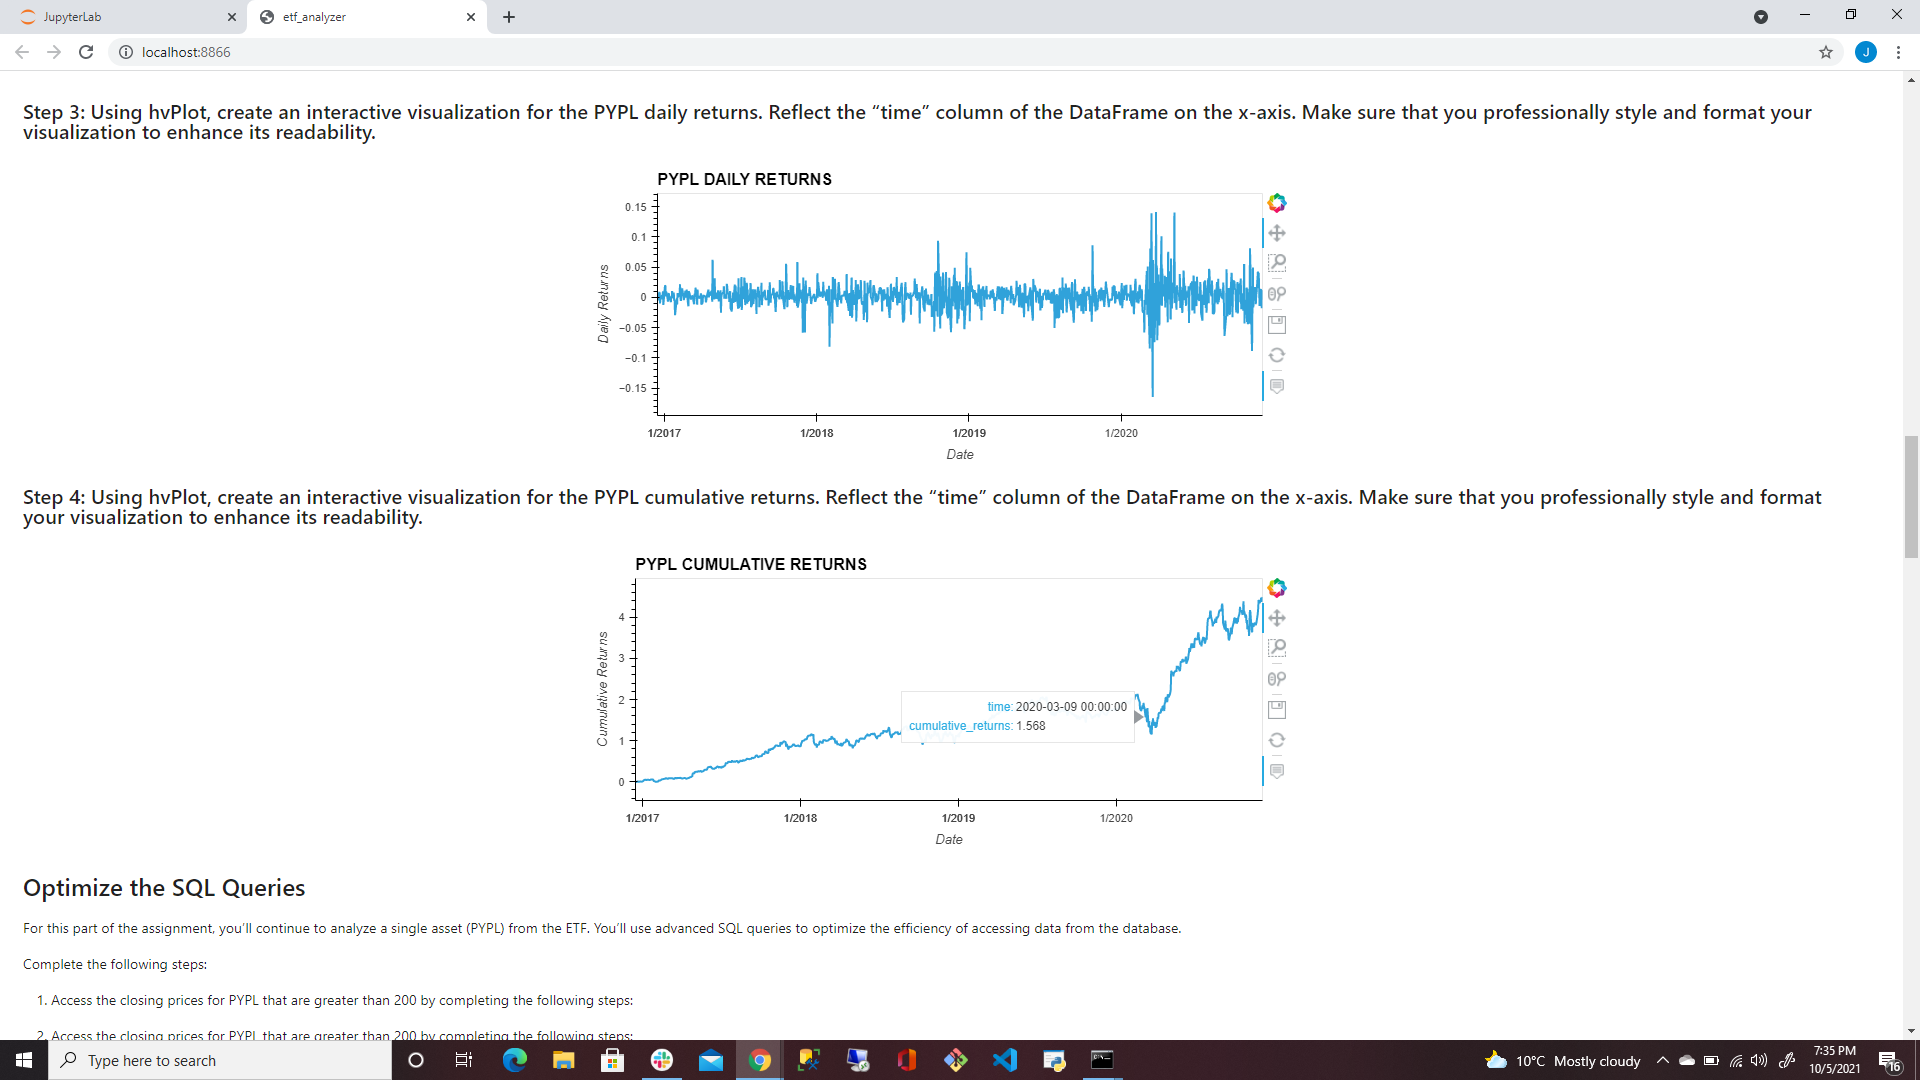 JupyterLab
etf_analyzer
localhost:8866
J
Step 3: Using hvPlot, create an interactive visualization for the PYPL daily returns. Reflect the “time” column of the DataFrame on the x-axis. Make sure that you professionally style and format your
visualization to enhance its readability.
PYPL DAILY RETURNS
0.15
0.1
0.05
0
−0.05
−0.1
−0.15
Daily Returns
1/2017 1/2018 1/2019 1/2020
Date
Step 4: Using hvPlot, create an interactive visualization for the PYPL cumulative returns. Reflect the “time” column of the DataFrame on the x-axis. Make sure that you professionally style and format
your visualization to enhance its readability.
PYPL CUMULATIVE RETURNS
4
3
2
1
0
Cumulative Returns
time: 2020-03-09 00:00:00
cumulative_returns: 1.568
1/2017 1/2018 1/2019 1/2020
Date
Optimize the SQL Queries
For this part of the assignment, you’ll continue to analyze a single asset (PYPL) from the ETF. You’ll use advanced SQL queries to optimize the efficiency of accessing data from the database.
Complete the following steps:
1. Access the closing prices for PYPL that are greater than 200 by completing the following steps:
2. Access the closing prices for PYPL that are greater than 200 by completing the following steps:
Type here to search
10°C Mostly cloudy
7:35 PM
10/5/2021
16